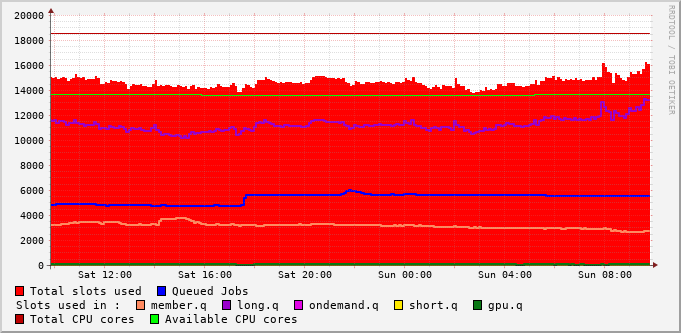 RRDTOOL / TOBI OETIKER
20000
18000
16000
14000
12000
10000
8000
6000
4000
2000
0
Sat 12:00 Sat 16:00 Sat 20:00 Sun 00:00 Sun 04:00 Sun 08:00
Total slots used Queued Jobs
Slots used in : member.q long.q ondemand.q short.q gpu.q
Total CPU cores Available CPU cores